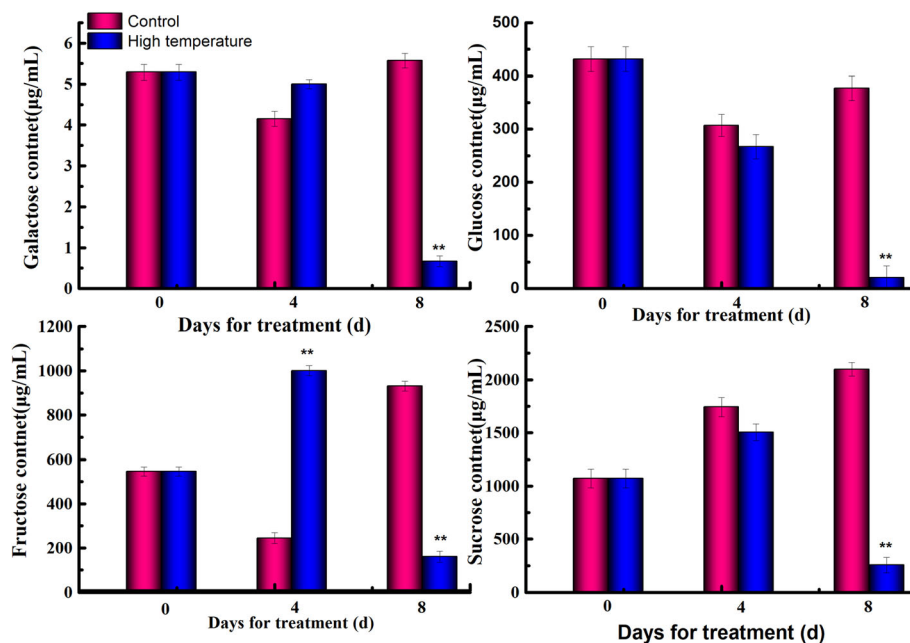 Control
High temperature
Galactose contnet(µg/mL)
6
5
4
3
2
1
0
**
0 4 8
Days for treatment (d)
Glucose contnet(µg/mL)
500
400
300
200
100
0
**
0 4 8
Days for treatment (d)
Fructose contnet(µg/mL)
1200
1000
800
600
400
200
0
**
**
0 4 8
Days for treatment (d)
Sucrose contnet(µg/mL)
2500
2000
1500
1000
500
0
**
0 4 8
Days for treatment (d)